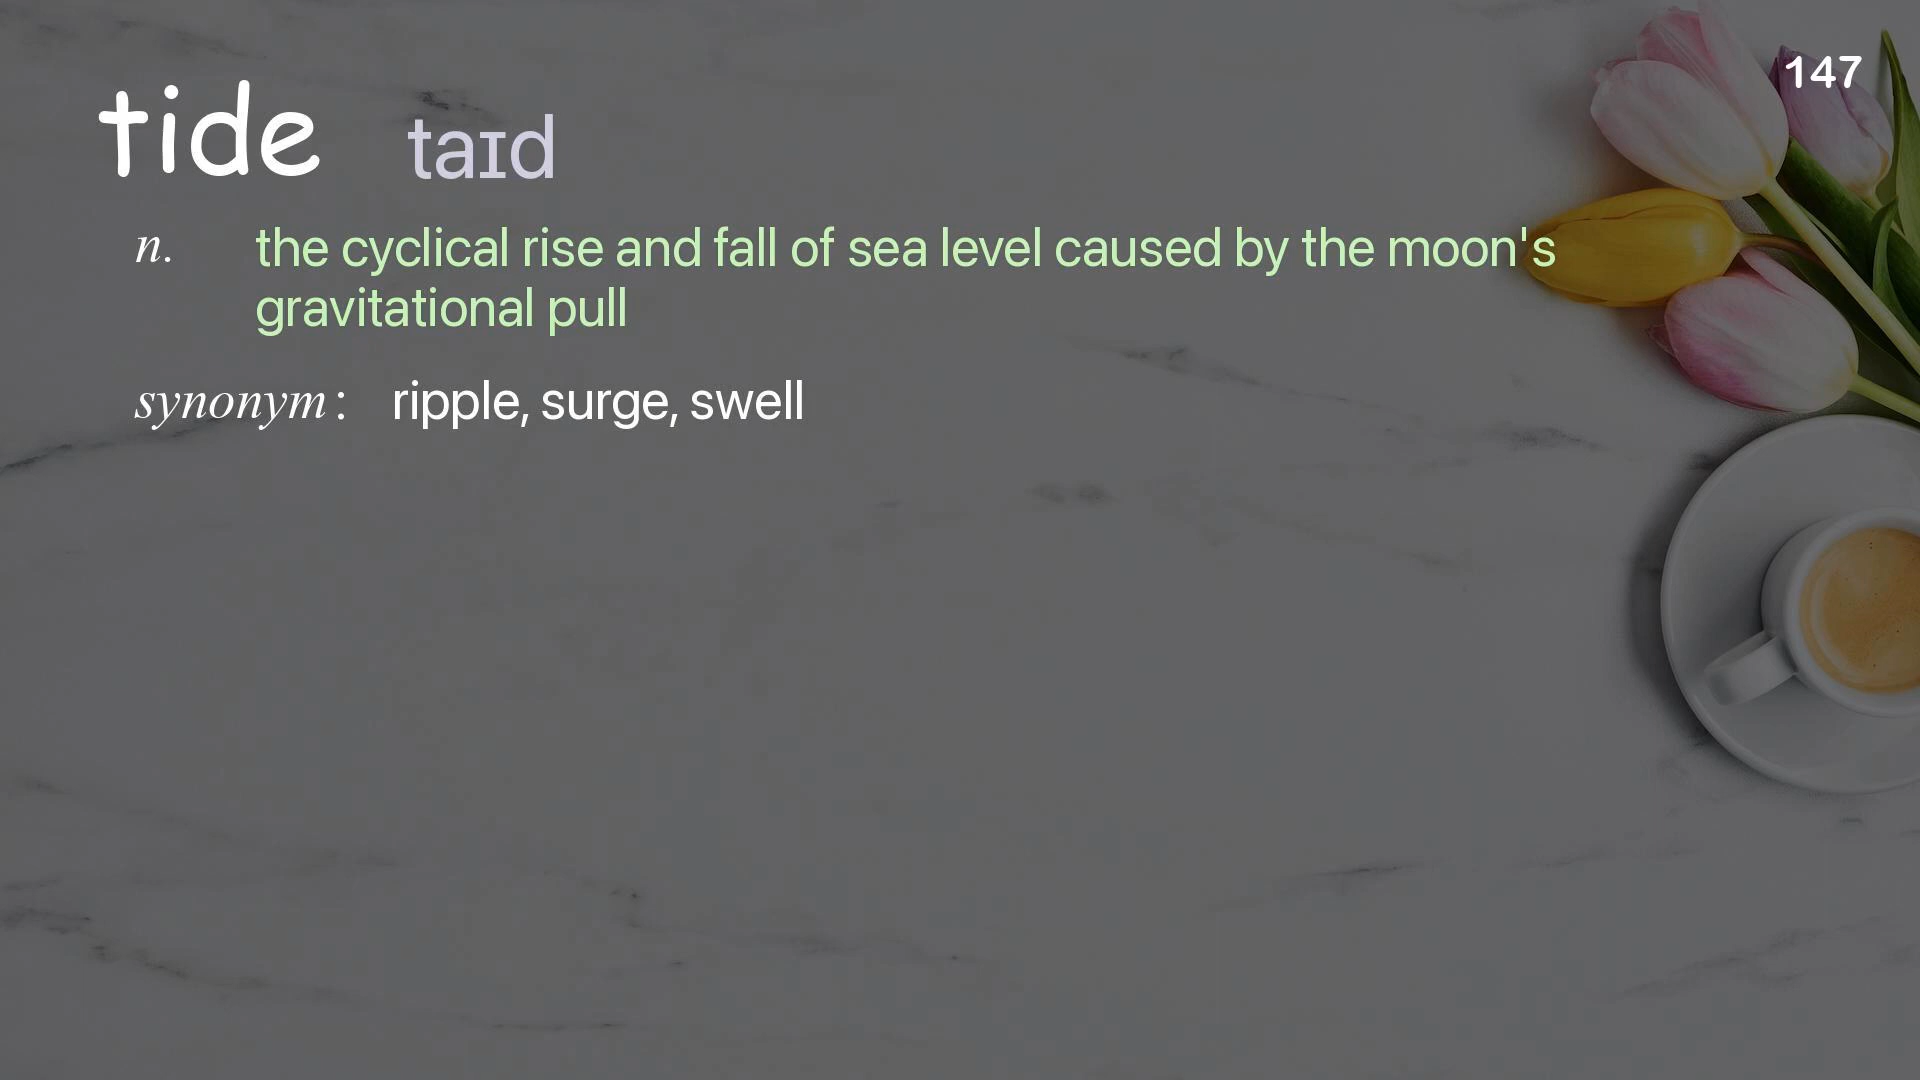 147
tide taɪd
n. the cyclical rise and fall of sea level caused by the moon's
gravitational pull
synonym: ripple, surge, swell